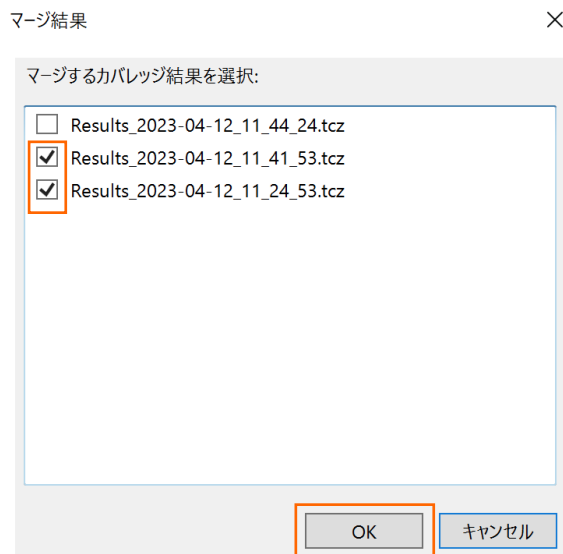 マージ結果
マージするカバレッジ結果を選択:
Results_2023-04-12_11_44_24.tcz
Results_2023-04-12_11_41_53.tcz
Results_2023-04-12_11_24_53.tcz
OK キャンセル